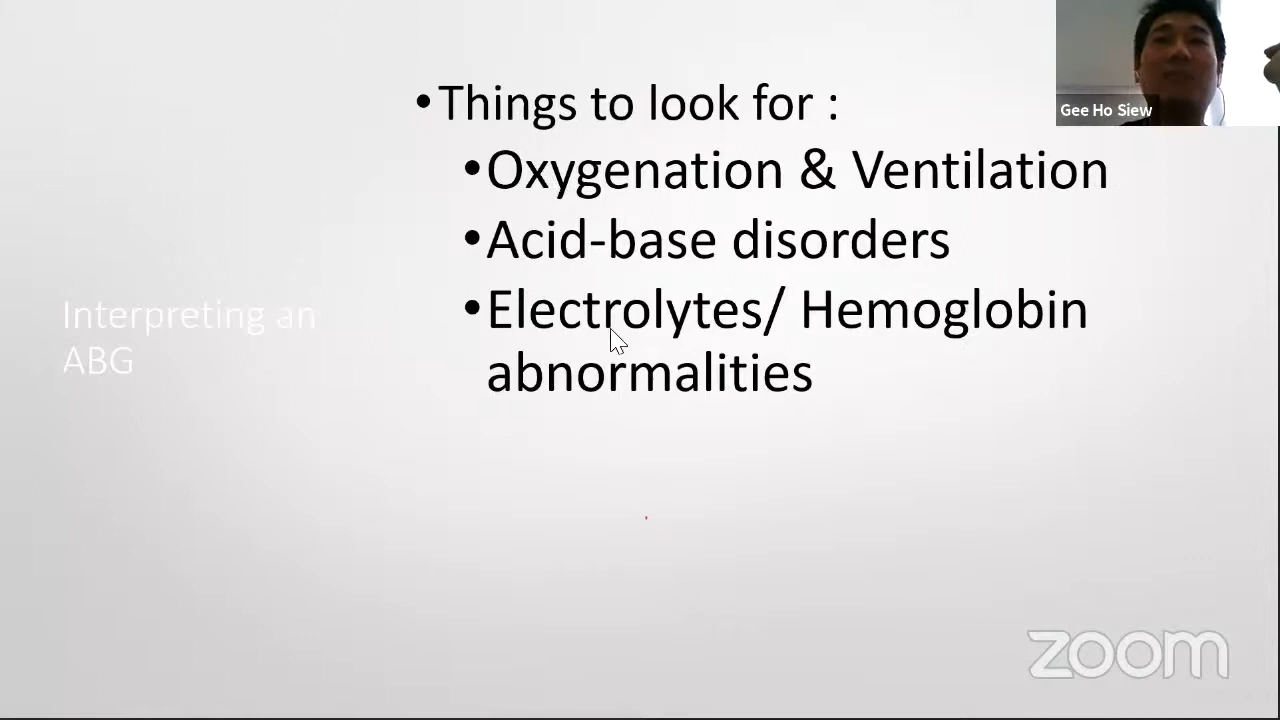 • Things to look for :
• Oxygenation & Ventilation
• Acid-base disorders
• Electrolytes/ Hemoglobin
abnormalities
Interpreting an
ABG
Gee Ho Siew
zoom